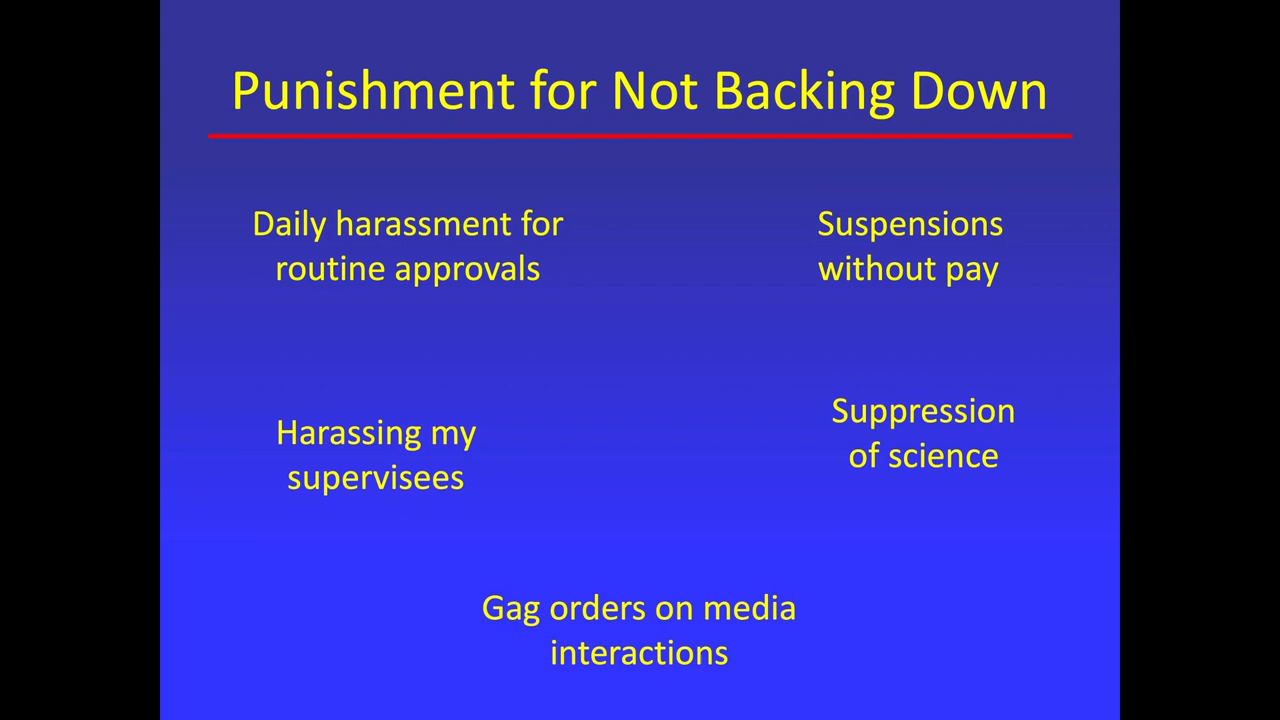 Punishment for Not Backing Down
Daily harassment for
routine approvals
Suspensions
without pay
Harassing my
supervisees
Suppression
of science
Gag orders on media
interactions